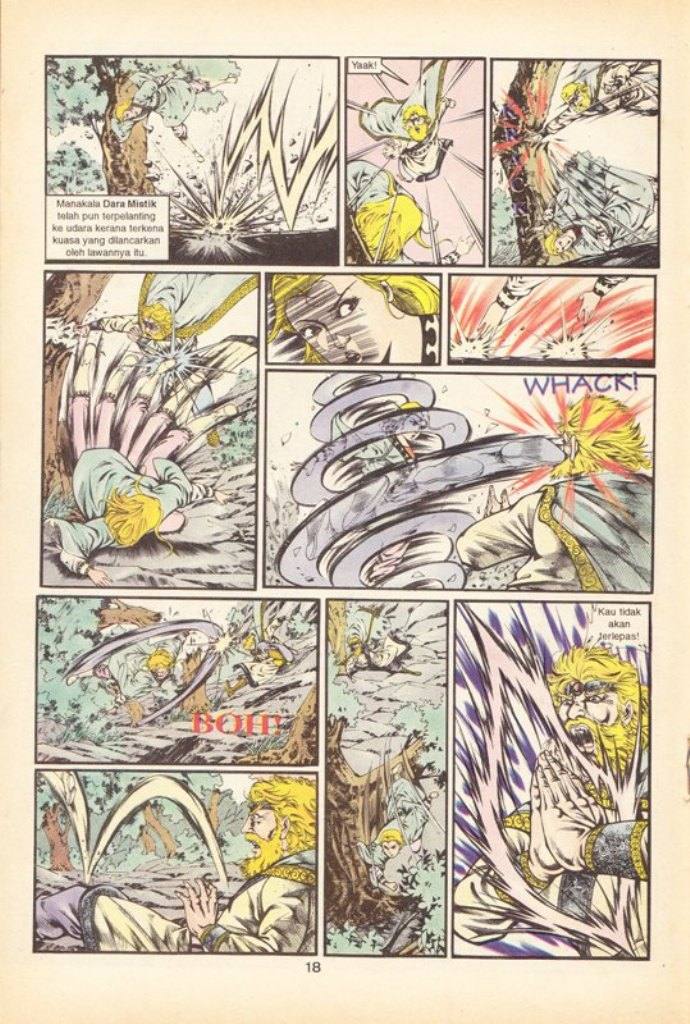 Yaak!
Manakala Dara Mistik
telah pun terpelanting
ke udara kerana terkena
kuasa yang dilancarkan
oleh lawannya itu.
WHACK!
BOH!
Kau tidak
akan
terlepas!
18